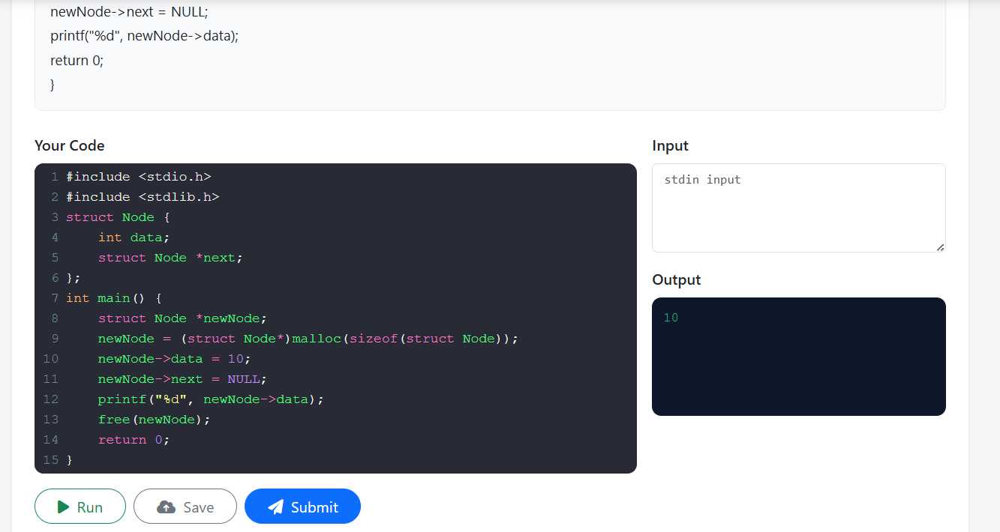 newNode->next = NULL;
printf("%d", newNode->data);
return 0;
}
Your Code
1 #include <stdio.h>
2 #include <stdlib.h>
3 struct Node {
4     int data;
5     struct Node *next;
6 };
7 int main() {
8     struct Node *newNode;
9     newNode = (struct Node*)malloc(sizeof(struct Node));
10     newNode->data = 10;
11     newNode->next = NULL;
12     printf("%d", newNode->data);
13     free(newNode);
14     return 0;
15 }
Run
Save
Submit
Input
stdin input
Output
10